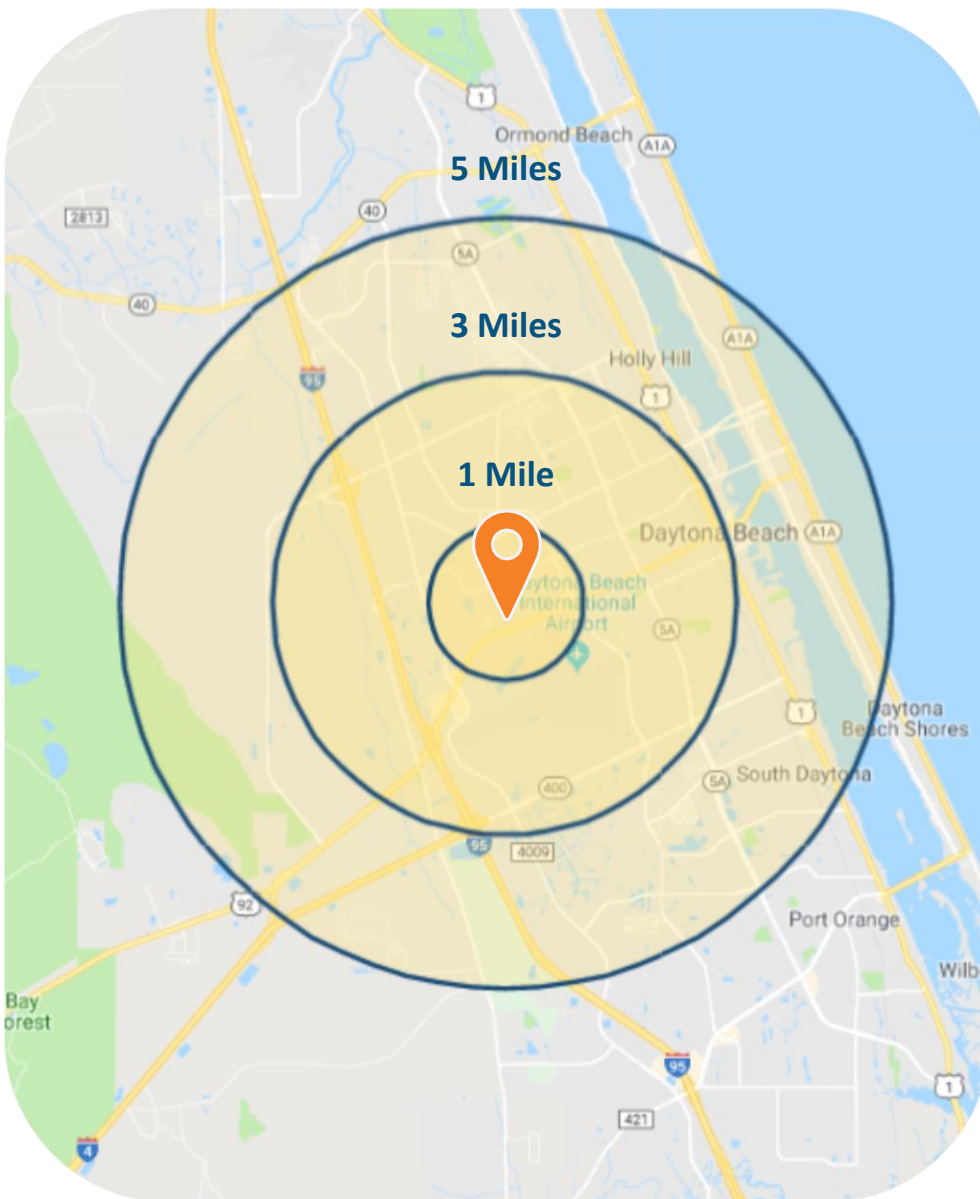 1
Ormond Beach
A1A
5 Miles
2813
40
5A
40
3 Miles
A1A
Holly Hill
95
1
1 Mile
Daytona Beach
A1A
ytona Beach
International
Airport
5A
1
Daytona
Beach Shores
5A
South Daytona
400
95
4009
92
Port Orange
Wilb
Bay
orest
95
1
421
4